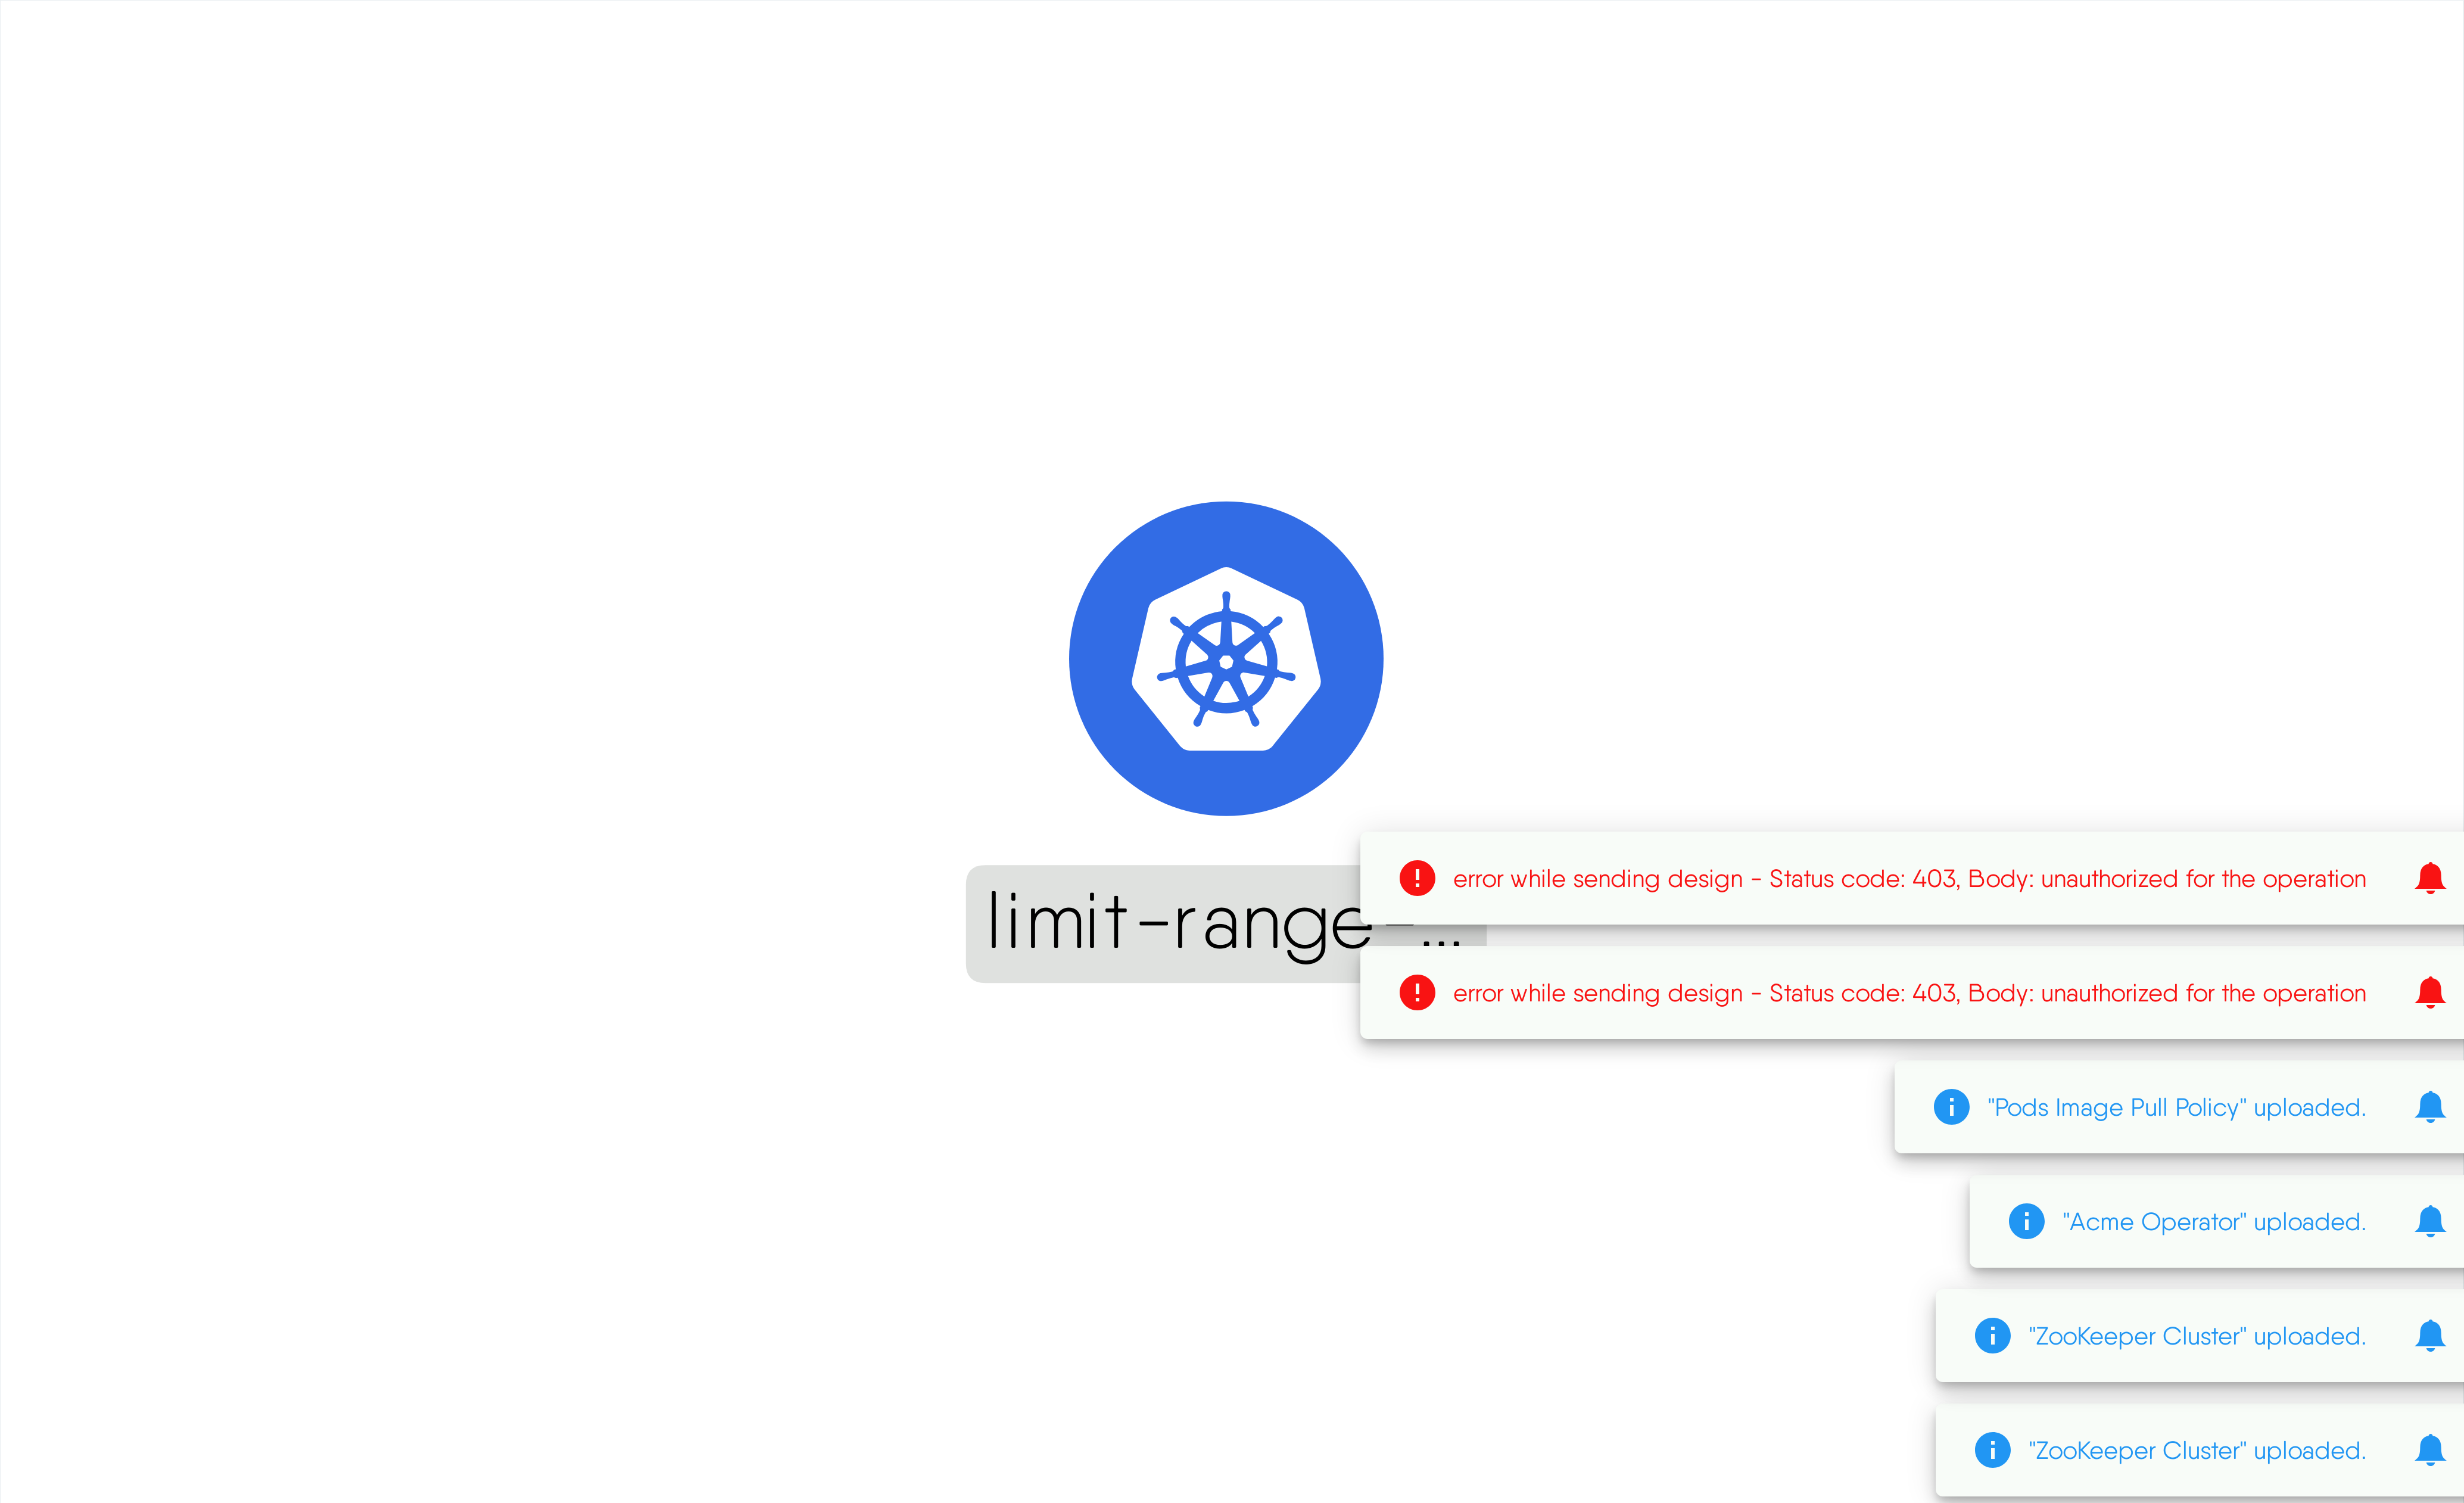 limit-range-...
error while sending design - Status code: 403, Body: unauthorized for the operation
error while sending design - Status code: 403, Body: unauthorized for the operation
"Pods Image Pull Policy" uploaded.
"Acme Operator" uploaded.
"ZooKeeper Cluster" uploaded.
"ZooKeeper Cluster" uploaded.